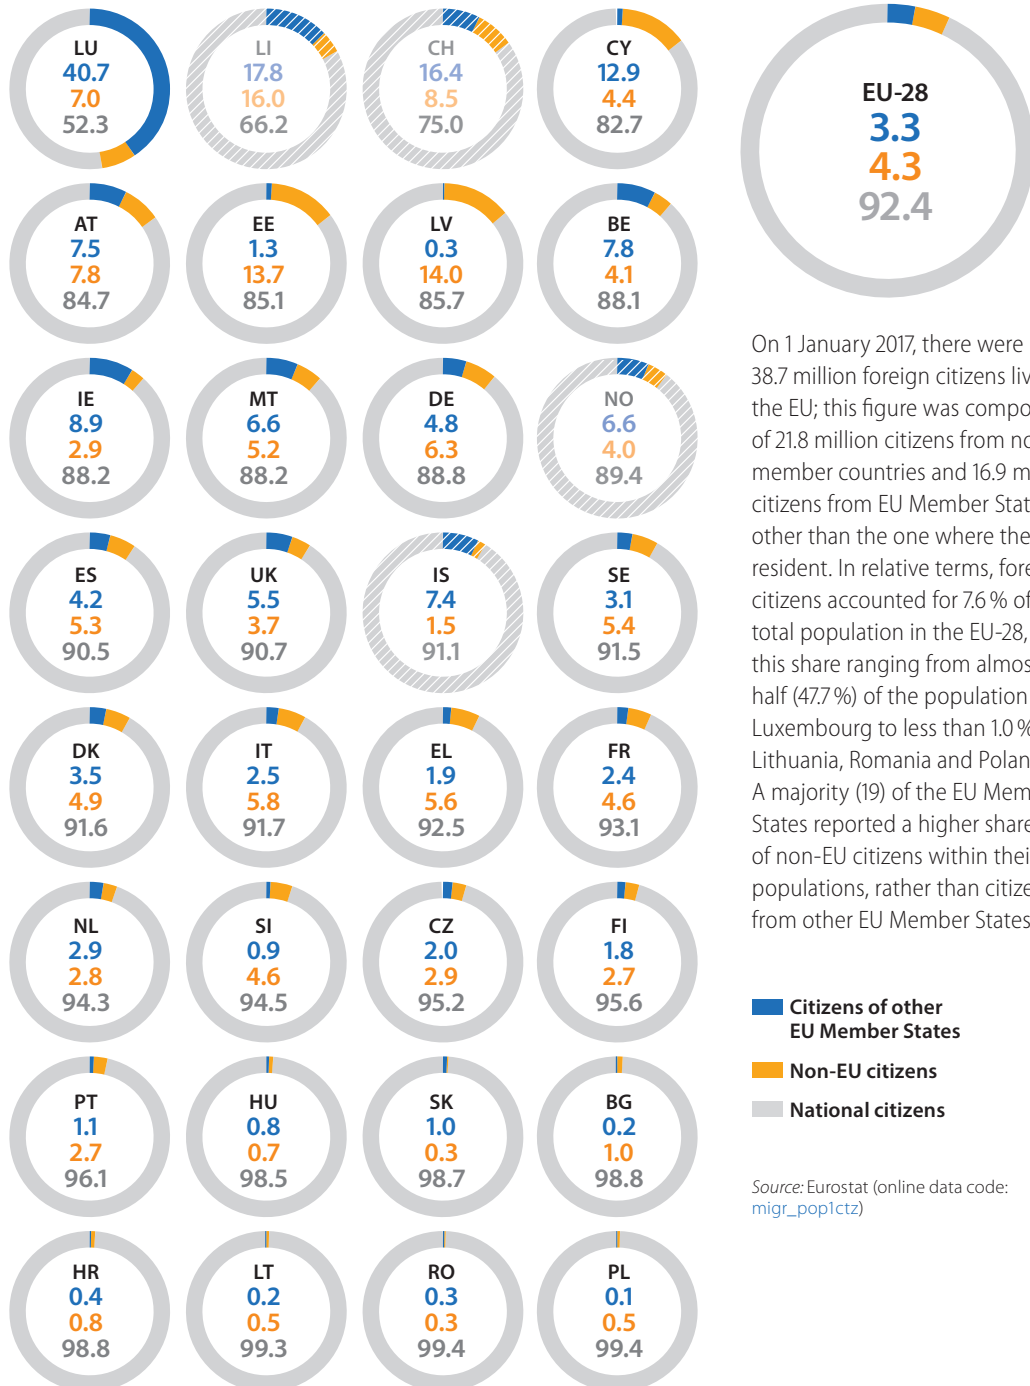 LU
40.7
7.0
52.3
LI
17.8
16.0
66.2
CH
16.4
8.5
75.0
CY
12.9
4.4
82.7
AT
7.5
7.8
84.7
EE
1.3
13.7
85.1
LV
0.3
14.0
85.7
BE
7.8
4.1
88.1
IE
8.9
2.9
88.2
MT
6.6
5.2
88.2
DE
4.8
6.3
88.8
NO
6.6
4.0
89.4
ES
4.2
5.3
90.5
UK
5.5
3.7
90.7
IS
7.4
1.5
91.1
SE
3.1
5.4
91.5
DK
3.5
4.9
91.6
IT
2.5
5.8
91.7
EL
1.9
5.6
92.5
FR
2.4
4.6
93.1
NL
2.9
2.8
94.3
SI
0.9
4.6
94.5
CZ
2.0
2.9
95.2
FI
1.8
2.7
95.6
PT
1.1
2.7
96.1
HU
0.8
0.7
98.5
SK
1.0
0.3
98.7
BG
0.2
1.0
98.8
HR
0.4
0.8
98.8
LT
0.2
0.5
99.3
RO
0.3
0.3
99.4
PL
0.1
0.5
99.4
EU-28
3.3
4.3
92.4
On 1 January 2017, there were
38.7 million foreign citizens
the EU; this figure was
of 21.8 million citizens from
member countries and 16.9
citizens from EU Member
other than the one where
resident. In relative terms,
citizens accounted for 7.6 % of
total population in the EU-28,
this share ranging from
half (47.7 %) of the population
Luxembourg to less than 1.0 %
Lithuania, Romania and
A majority (19) of the EU
States reported a higher share
of non-EU citizens within their
populations, rather than
from other EU Member States
Citizens of other
EU Member States
Non-EU citizens
National citizens
Source: Eurostat (online data code:
migr_pop1ctz)